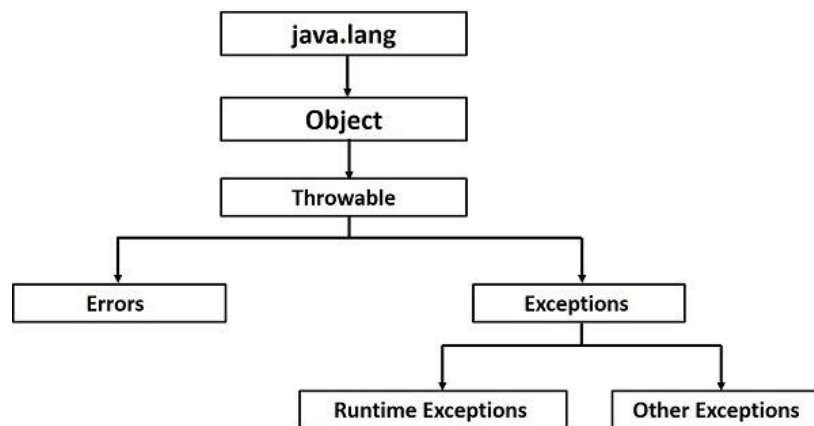 java.lang
Object
Throwable
Errors
Exceptions
Runtime Exceptions
Other Exceptions